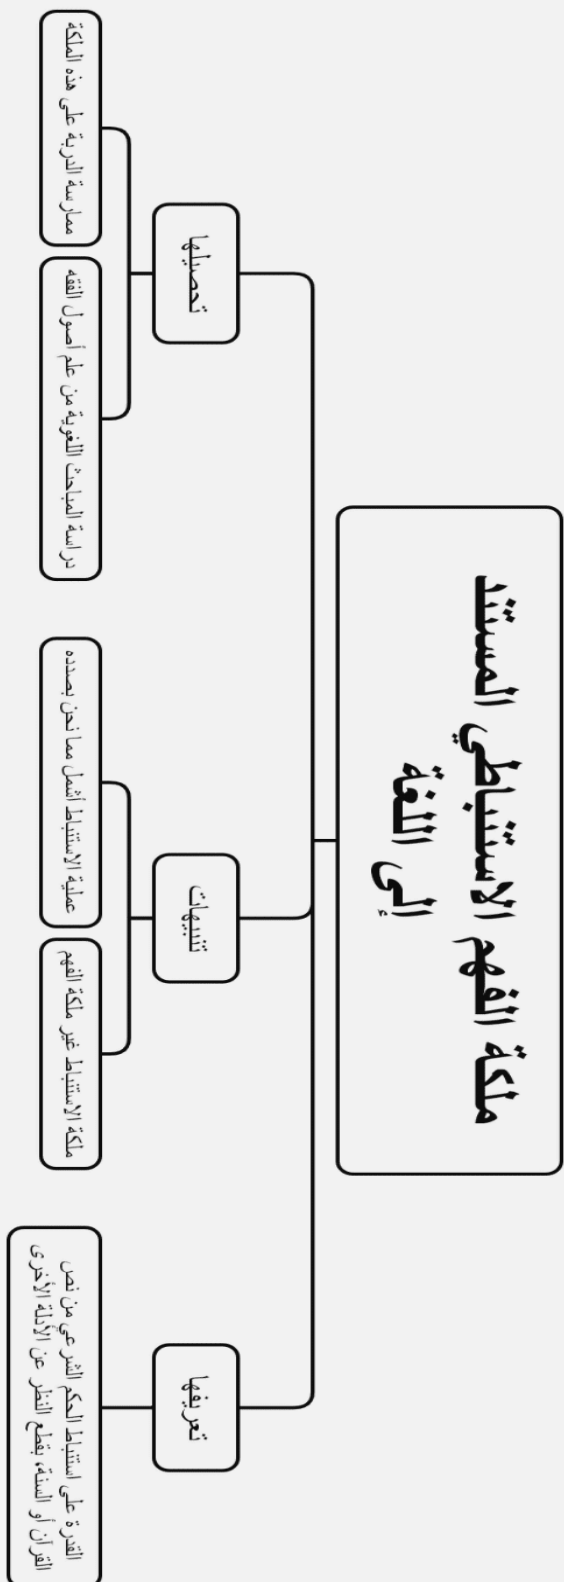 ملكة الفهم الاستنباطي المستند
إلى اللغة
تعريفها
القدرة على استنباط الحكم الشرعي من نص
القرآن أو السنة، بقطع النظر عن الأدلة الأخرى
تنبيهات
ملكة الاستنباط غير ملكة الفهم
عملية الاستنباط أشمل مما نحن بصدده
تحصيلها
دراسة المباحث اللغوية من علم أصول الفقه
ممارسة الدربة على هذه الملكة